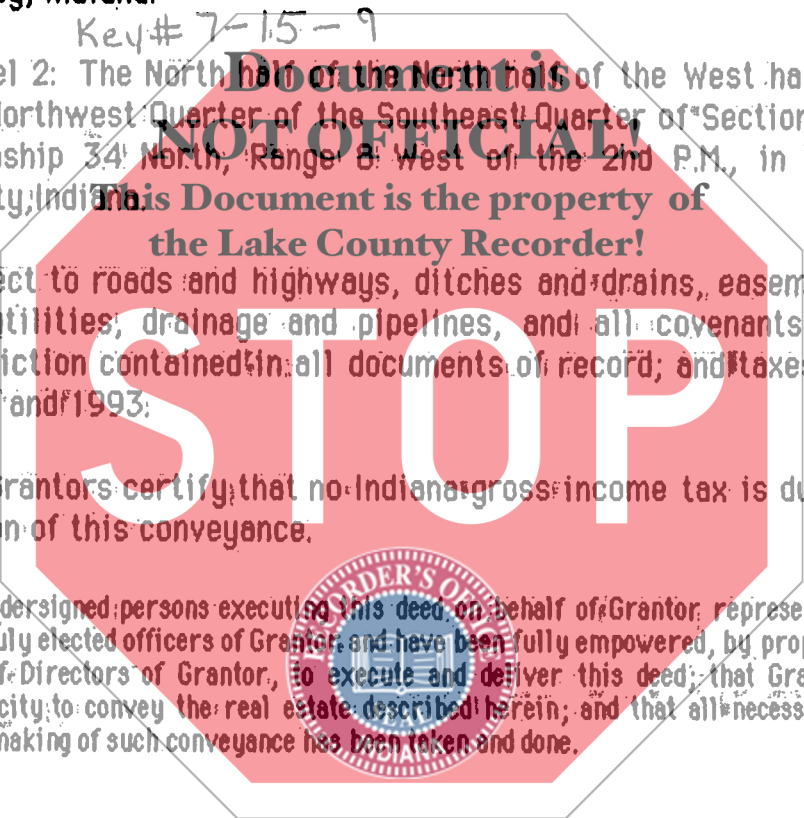 Key# 7-15-9
Document is
el 2: The North half of the North half of the West ha
Northwest Quarter of the Southeast Quarter of Section
NOT OFFICIAL!
ship 34 North, Range 8 West of the 2nd P.M., in
ty, Indiana.
This Document is the property of
the Lake County Recorder!
ect to roads and highways, ditches and drains, easem
tilities, drainage and pipelines, and all covenants
iction contained in all documents of record; and taxes
and 1993.
STOP
Grantors certify that no Indiana gross income tax is du
n of this conveyance.
RECORDER'S OFFICE
dersigned persons executing this deed on behalf of Grantor represe
uly elected officers of Grantor and have been fully empowered, by prop
f Directors of Grantor, to execute and deliver this deed; that Gra
city to convey the real estate described herein; and that all necess
making of such conveyance has been taken and done.
INDIANA